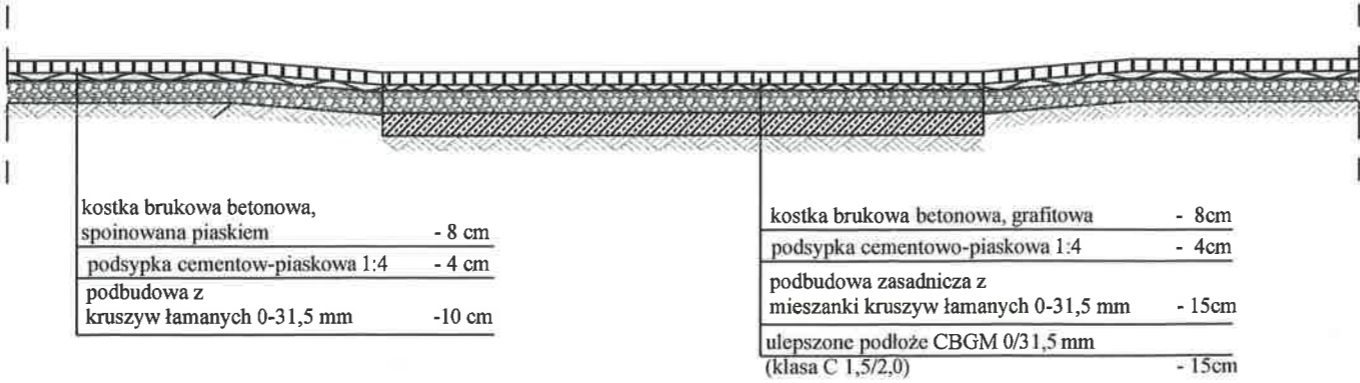 kostka brukowa betonowa,
spoinowana piaskiem - 8 cm
podsypka cementow-piaskowa 1:4 - 4 cm
podbudowa z
kruszyw łamanych 0-31,5 mm -10 cm
kostka brukowa betonowa, grafitowa - 8cm
podsypka cementowo-piaskowa 1:4 - 4cm
podbudowa zasadnicza z
mieszanki kruszyw łamanych 0-31,5 mm - 15cm
ulepszone podłoże CBGM 0/31,5 mm
(klasa C 1,5/2,0) - 15cm